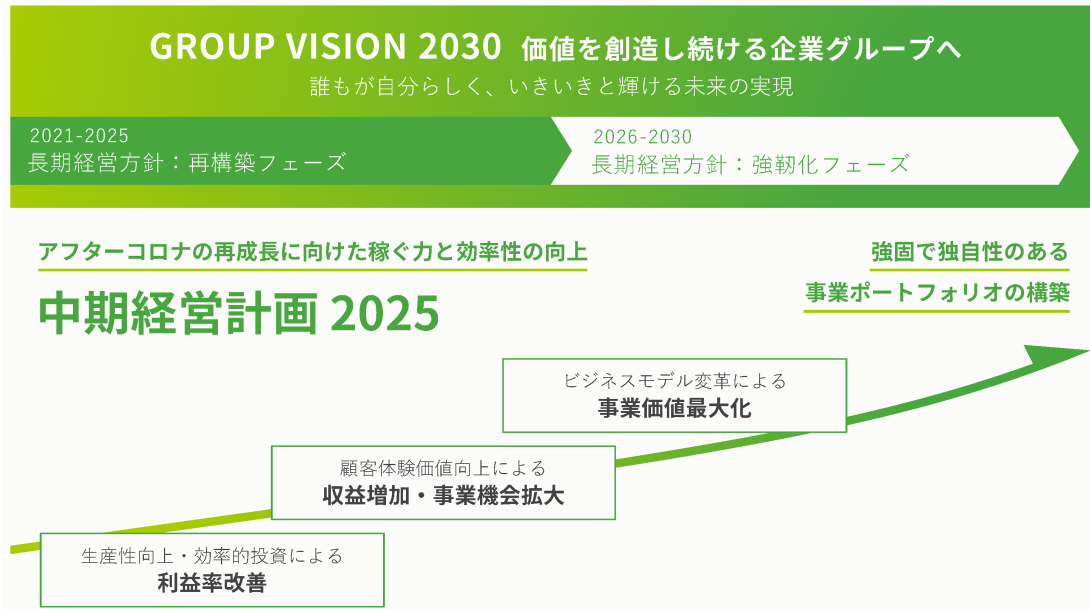 GROUP VISION 2030 価値を創造し続ける企業グループへ
誰もが自分らしく、いきいきと輝ける未来の実現
2021-2025
長期経営方針：再構築フェーズ
2026-2030
長期経営方針：強靭化フェーズ
アフターコロナの再成長に向けた稼ぐ力と効率性の向上
中期経営計画 2025
強固で独自性のある
事業ポートフォリオの構築
ビジネスモデル変革による
事業価値最大化
顧客体験価値向上による
収益増加・事業機会拡大
生産性向上・効率的投資による
利益率改善